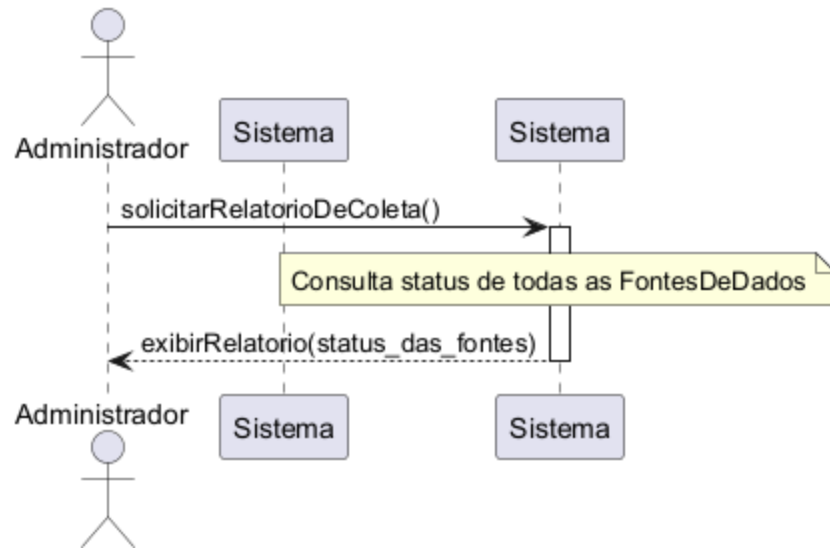 Administrador
Sistema
Sistema
solicitarRelatorioDeColeta()
Consulta status de todas as FontesDeDados
exibirRelatorio(status_das_fontes)
Administrador
Sistema
Sistema